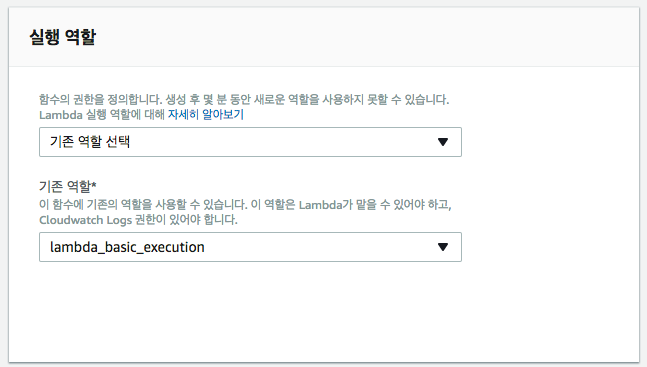 실행 역할
함수의 권한을 정의합니다. 생성 후 몇 분 동안 새로운 역할을 사용하지 못할 수 있습니다.
Lambda 실행 역할에 대해 자세히 알아보기
기존 역할 선택
기존 역할*
이 함수에 기존의 역할을 사용할 수 있습니다. 이 역할은 Lambda가 맡을 수 있어야 하고,
Cloudwatch Logs 권한이 있어야 합니다.
lambda_basic_execution